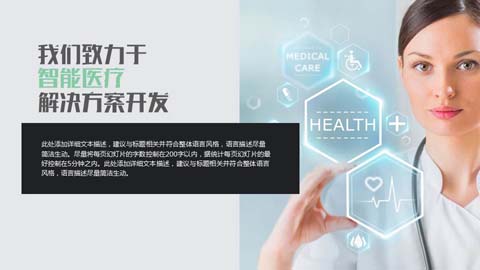 我们致力于
智能医疗
解决方案开发
此处添加详细文本描述，建议与标题相关并符合整体语言风格，语言描述尽量
简洁生动。尽量将每页幻灯片的字数控制在200字以内，据统计每页幻灯片的最
好控制在5分钟之内。此处添加详细文本描述，建议与标题相关并符合整体语言
风格，语言描述尽量简洁生动。
MEDICAL
CARE
HEALTH